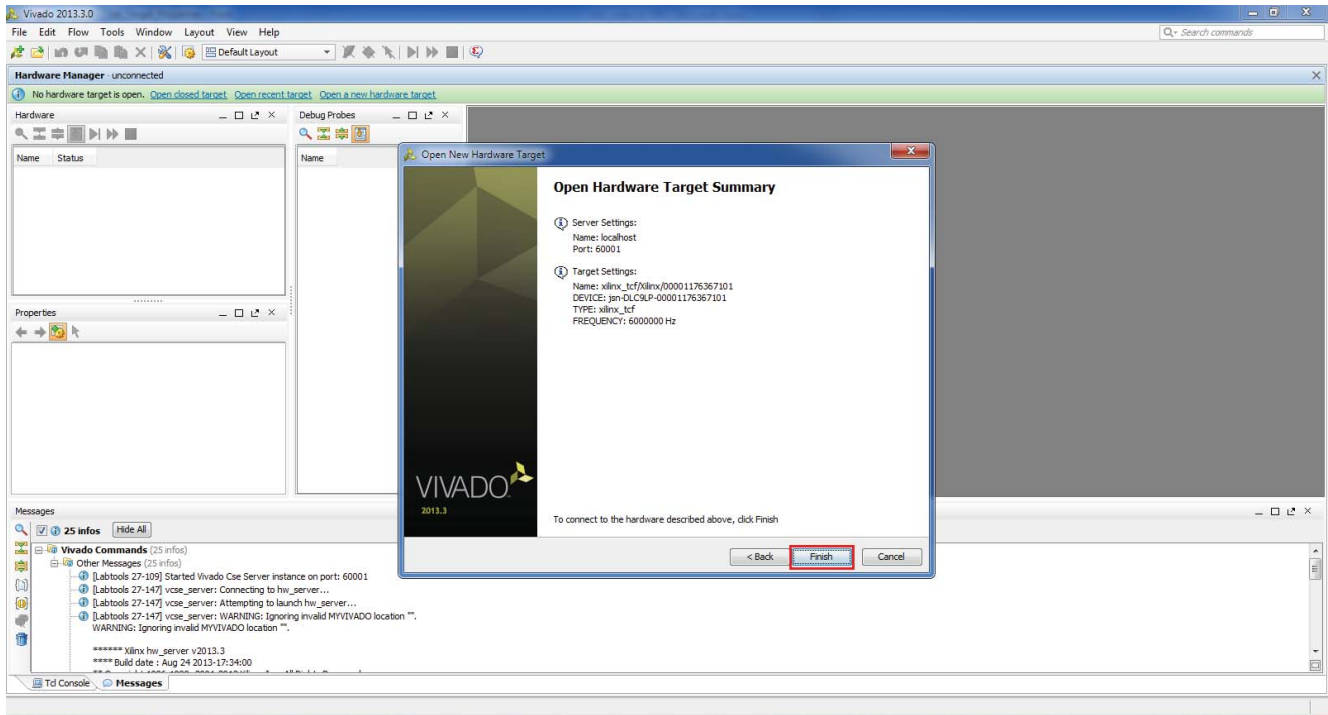 Vivado 2013.3.0
File Edit Flow Tools Window Layout View Help
Q- Search commands
Default Layout
Hardware Manager - unconnected
No hardware target is open. Open closed target Open recent target Open a new hardware target
Hardware
Name Status
Properties
Debug Probes
Name
Open New Hardware Target
Open Hardware Target Summary
Server Settings:
Name: localhost
Port: 60001
Target Settings:
Name: xilinx_tcf/Xilinx/00001176367101
DEVICE: jsn-DLC9LP-00001176367101
TYPE: xilinx_tcf
FREQUENCY: 6000000 Hz
VIVADO
2013.3
To connect to the hardware described above, click Finish
< Back Finish Cancel
Messages
25 infos Hide All
Vivado Commands (25 infos)
Other Messages (25 infos)
[Labtools 27-109] Started Vivado Cse Server instance on port: 60001
[Labtools 27-147] vcse_server: Connecting to hw_server...
[Labtools 27-147] vcse_server: Attempting to launch hw_server...
[Labtools 27-147] vcse_server: WARNING: Ignoring invalid MYVIVADO location "".
WARNING: Ignoring invalid MYVIVADO location "".
****** Xilinx hw_server v2013.3
**** Build date : Aug 24 2013-17:34:00
Tcl Console Messages